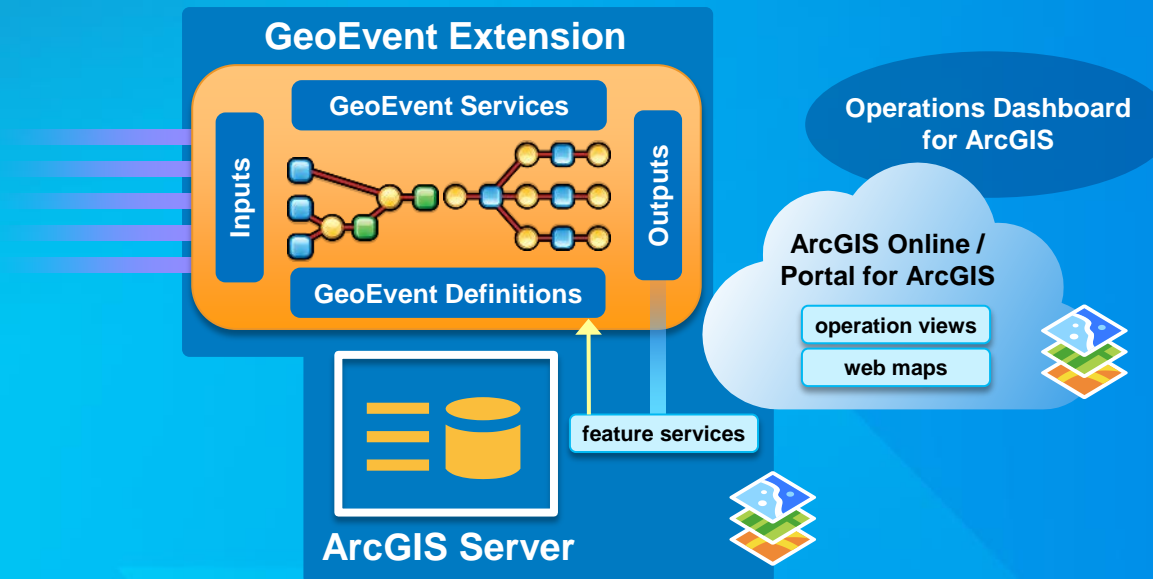 GeoEvent Extension
GeoEvent Services
Inputs
Outputs
GeoEvent Definitions
Operations Dashboard
for ArcGIS
ArcGIS Online /
Portal for ArcGIS
operation views
web maps
feature services
ArcGIS Server